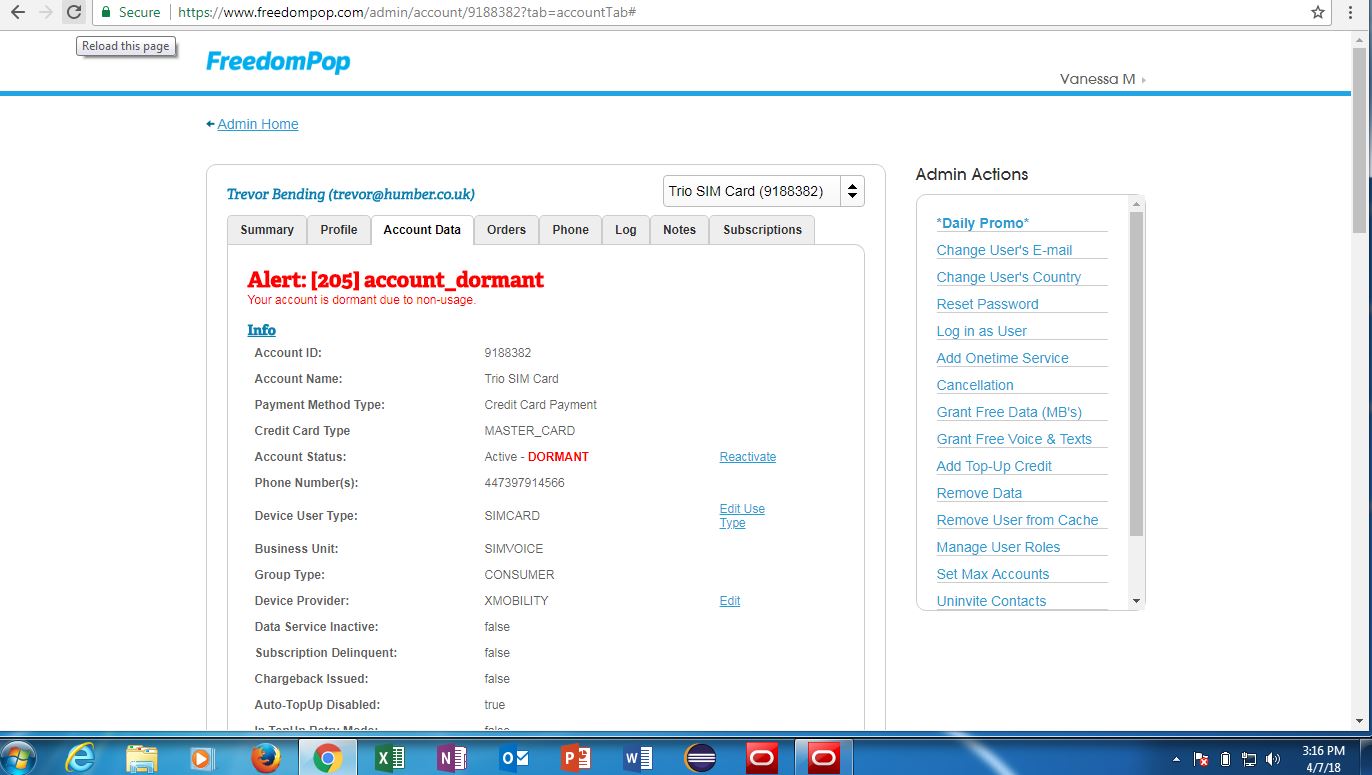 Secure
https://www.freedompop.com/admin/account/9188382?tab=accountTab#
Reload this page
FreedomPop
Vanessa M
Admin Home
Trevor Bending (trevor@humber.co.uk)
Trio SIM Card (9188382)
Summary
Profile
Account Data
Orders
Phone
Log
Notes
Subscriptions
Alert: [205] account_dormant
Your account is dormant due to non-usage.
Info
Account ID: 9188382
Account Name: Trio SIM Card
Payment Method Type: Credit Card Payment
Credit Card Type MASTER_CARD
Account Status: Active - DORMANT Reactivate
Phone Number(s): 447397914566
Device User Type: SIMCARD Edit Use
Type
Business Unit: SIMVOICE
Group Type: CONSUMER
Device Provider: XMOBILITY Edit
Data Service Inactive: false
Subscription Delinquent: false
Chargeback Issued: false
Auto-TopUp Disabled: true
In TopUp Retry Mode: false
Admin Actions
*Daily Promo*
Change User's E-mail
Change User's Country
Reset Password
Log in as User
Add Onetime Service
Cancellation
Grant Free Data (MB's)
Grant Free Voice & Texts
Add Top-Up Credit
Remove Data
Remove User from Cache
Manage User Roles
Set Max Accounts
Uninvite Contacts
3:16 PM
4/7/18